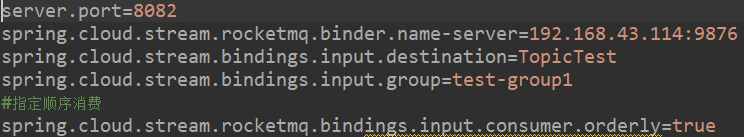 server.port=8082
spring.cloud.stream.rocketmq.binder.name-server=192.168.43.114:9876
spring.cloud.stream.bindings.input.destination=TopicTest
spring.cloud.stream.bindings.input.group=test-group1
#指定顺序消费
spring.cloud.stream.rocketmq.bindings.input.consumer.orderly=true